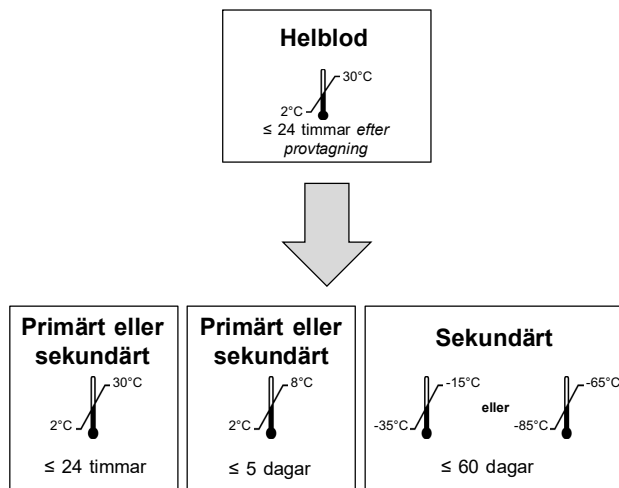 Helblod
30°C
2°C
≤ 24 timmar efter
provtagning
Primärt eller
sekundärt
30°C
2°C
≤ 24 timmar
Primärt eller
sekundärt
8°C
2°C
≤ 5 dagar
Sekundärt
-15°C
-35°C
eller
-65°C
-85°C
≤ 60 dagar